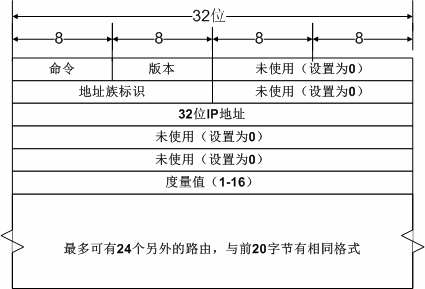 32位
8 8 8 8
命令 版本 未使用（设置为0）
地址族标识 未使用（设置为0）
32位IP地址
未使用（设置为0）
未使用（设置为0）
度量值（1-16）
最多可有24个另外的路由，与前20字节有相同格式